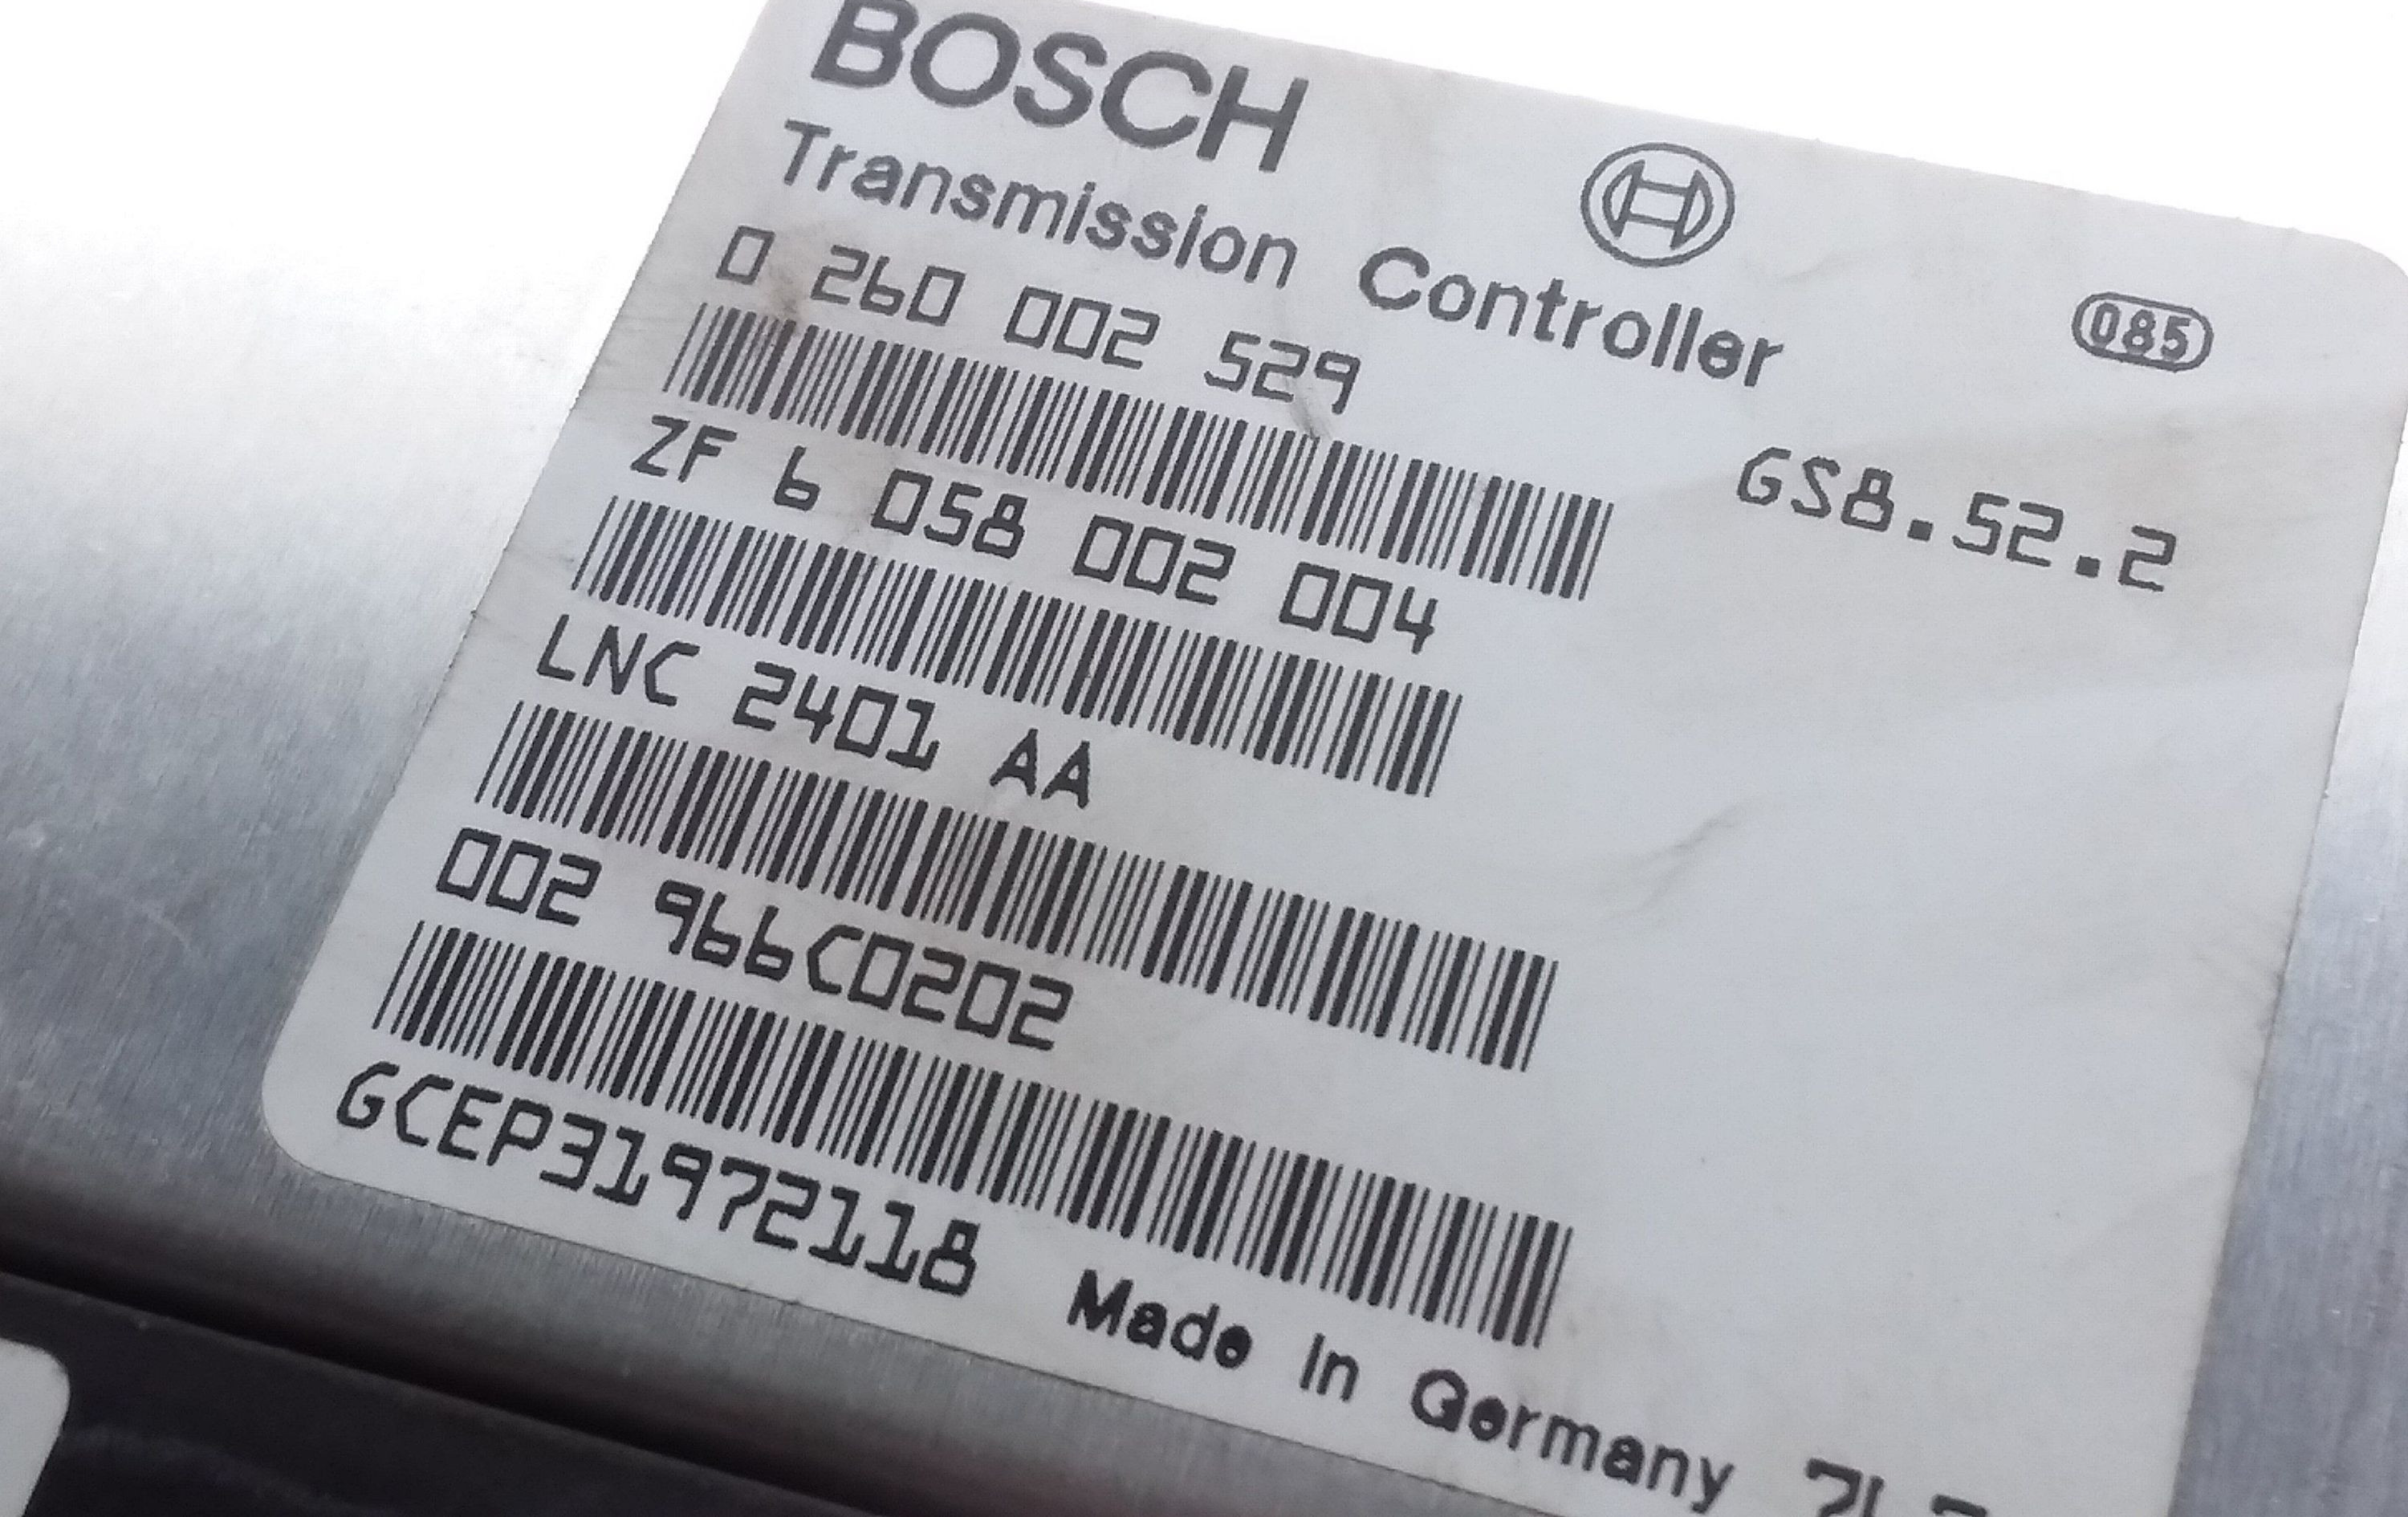 BOSCH
Transmission Controller
085
0 260 002 529
GS8.52.2
ZF 6 058 002 004
LNC 2401 AA
002 966C0202
GCEP31972118 Made in Germany